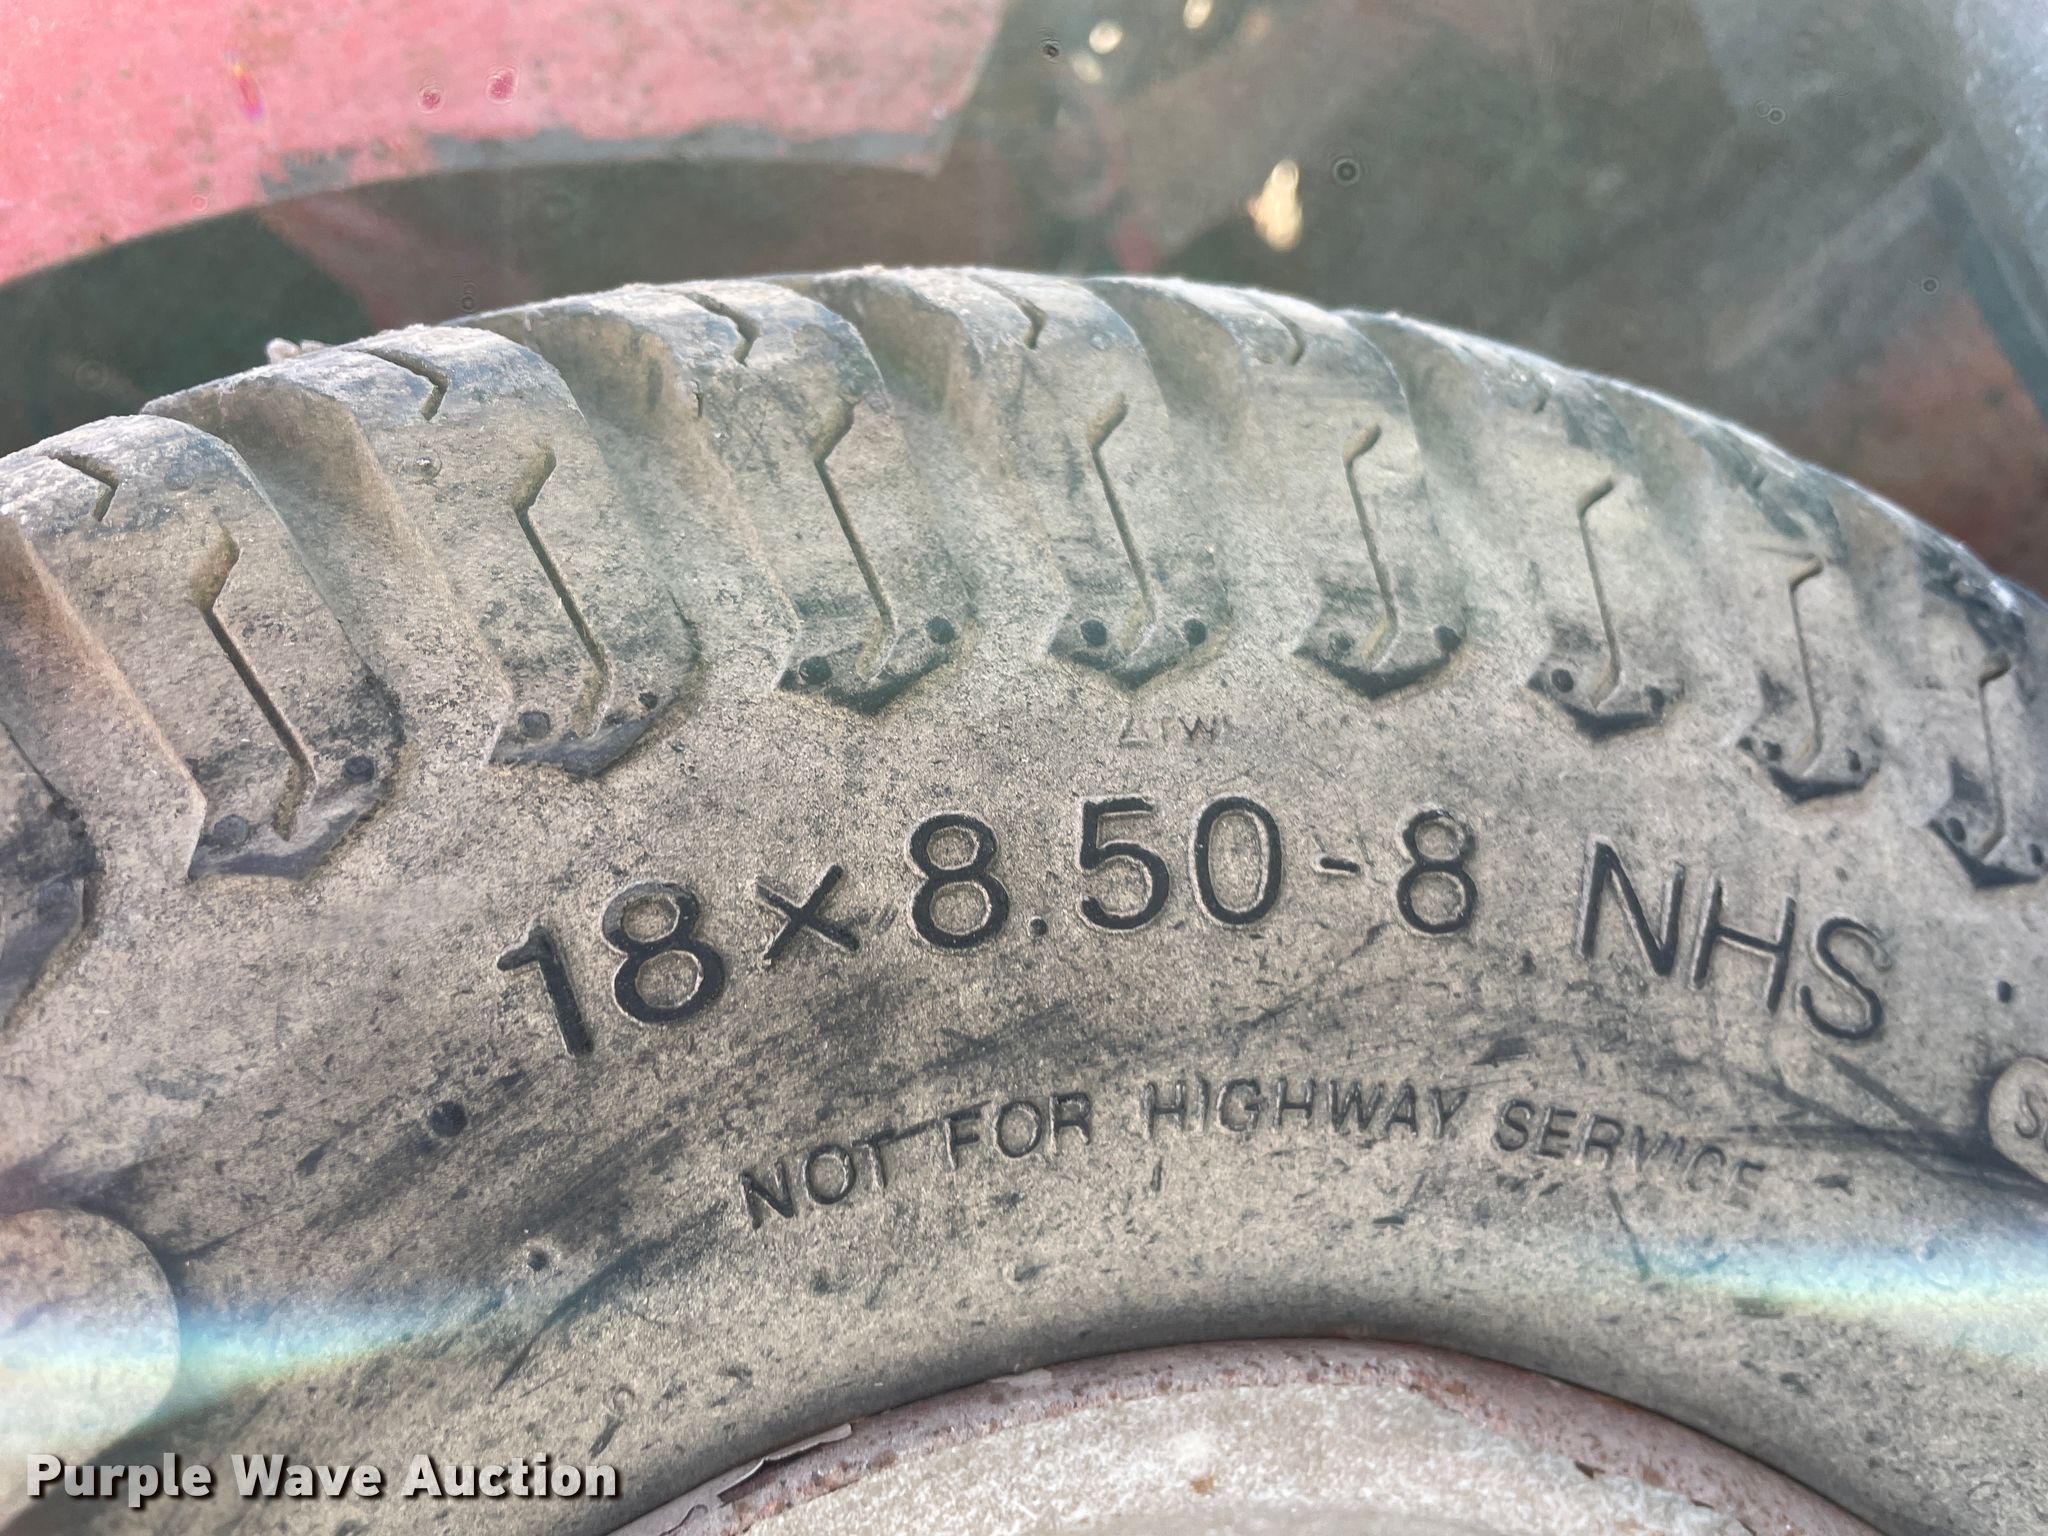 18×8.50-8 NHS
NOT FOR HIGHWAY SERVICE
Purple Wave Auction